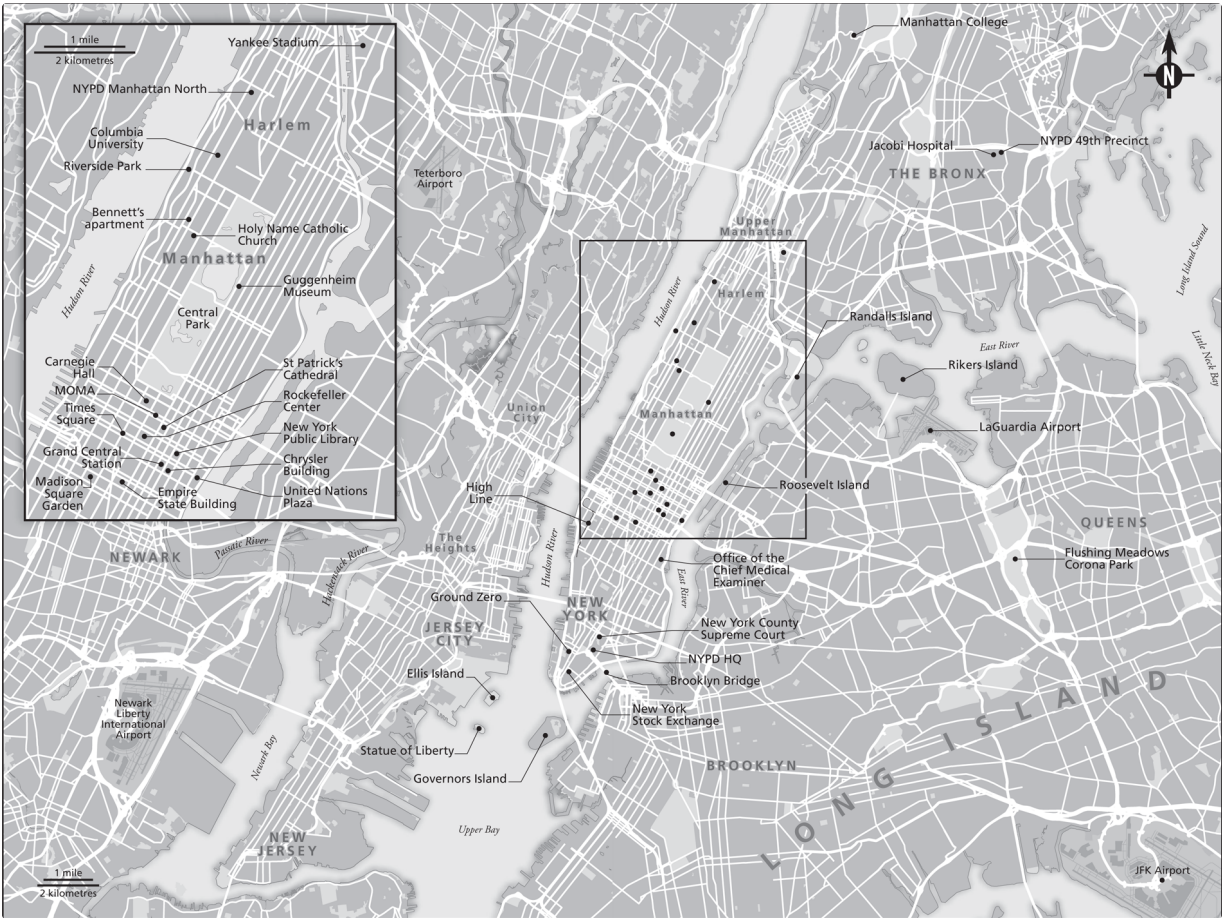 1 mile
2 kilometres
Yankee Stadium
NYPD Manhattan North
Harlem
Columbia
University
Riverside Park
Bennett's
apartment
Holy Name Catholic
Church
Manhattan
Hudson River
Guggenheim
Museum
Central
Park
Carnegie
Hall
MOMA
Times
Square
Grand Central
Station
Madison
Square
Garden
Empire
State Building
St Patrick's
Cathedral
Rockefeller
Center
New York
Public Library
Chrysler
Building
United Nations
Plaza
Manhattan College
N
Jacobi Hospital
NYPD 49th Precinct
THE BRONX
Teterboro
Airport
Upper
Manhattan
Long Island Sound
Hudson River
Harlem
Randalls Island
East River
Little Neck Bay
Rikers Island
Union
City
Manhattan
LaGuardia Airport
High
Line
Roosevelt Island
QUEENS
NEWARK
Passaic River
Hackensack River
The
Heights
Hudson River
Office of the
Chief Medical
Examiner
East River
Flushing Meadows
Corona Park
Ground Zero
NEW
YORK
JERSEY
CITY
New York County
Supreme Court
NYPD HQ
Brooklyn Bridge
Ellis Island
New York
Stock Exchange
Newark
Liberty
International
Airport
Newark Bay
Statue of Liberty
Governors Island
BROOKLYN
LONG ISLAND
Upper Bay
NEW
JERSEY
1 mile
2 kilometres
JFK Airport